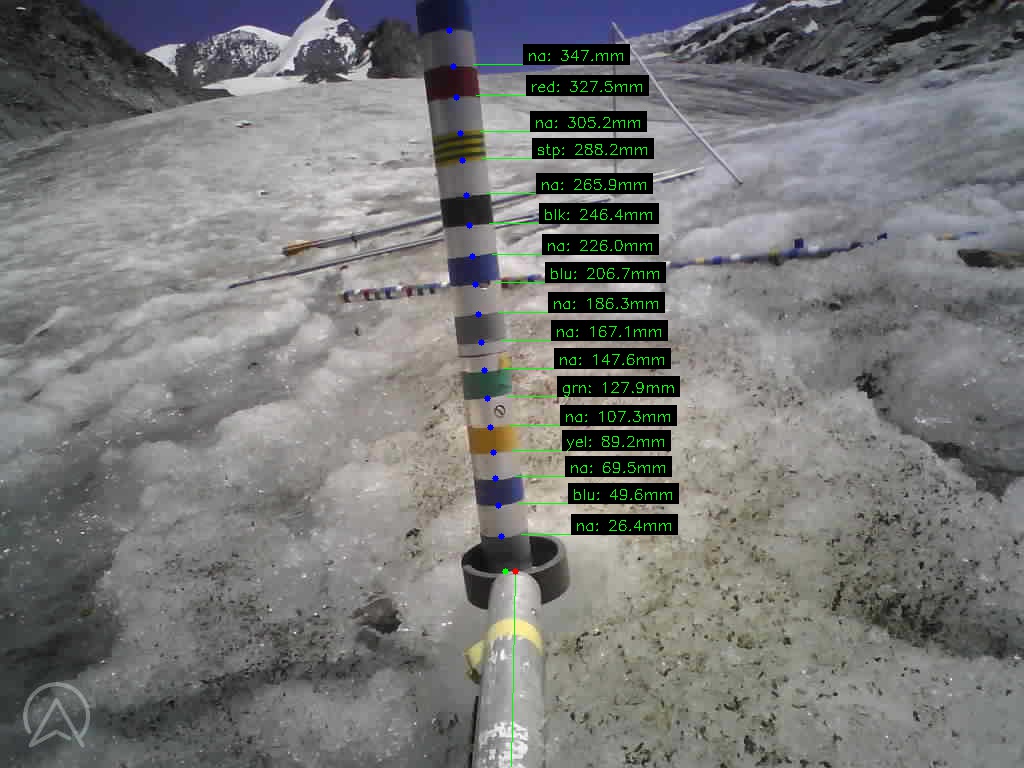 na: 347.mm
red: 327.5mm
na: 305.2mm
stp: 288.2mm
na: 265.9mm
blk: 246.4mm
na: 226.0mm
blu: 206.7mm
na: 186.3mm
na: 167.1mm
na: 147.6mm
grn: 127.9mm
na: 107.3mm
yel: 89.2mm
na: 69.5mm
blu: 49.6mm
na: 26.4mm